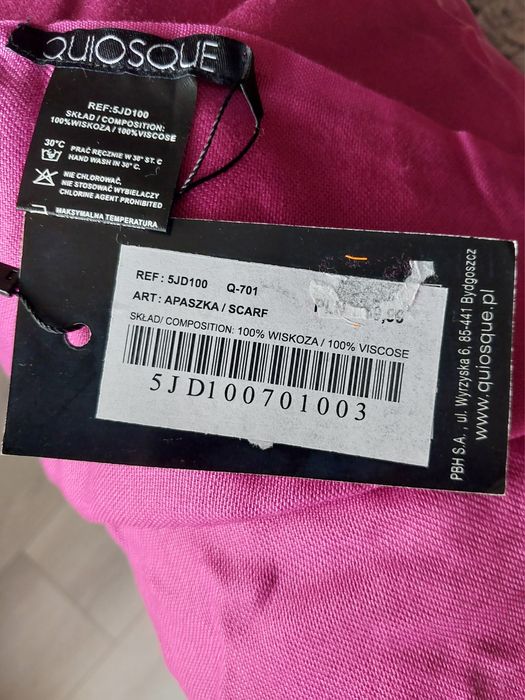 QUIOSQUE
REF:5JD100
SKŁAD / COMPOSITION:
100%WISKOZA / 100%VISCOSE
30°C
PRAĆ RĘCZNIE W 30° ST. C
HAND WASH IN 30° C.
NIE CHLOROWAĆ,
NIE STOSOWAĆ WYBIELACZY
CHLORINE AGENT PROHIBITED
MAKSYMALNA TEMPERATURA
REF : 5JD100 Q-701
ART : APASZKA / SCARF
9,99
SKŁAD/ COMPOSITION: 100% WISKOZA / 100% VISCOSE
5JD100701003
PBH S.A. , ul. Wyrzyska 6, 85-441 Bydgoszcz
www.quiosque.pl